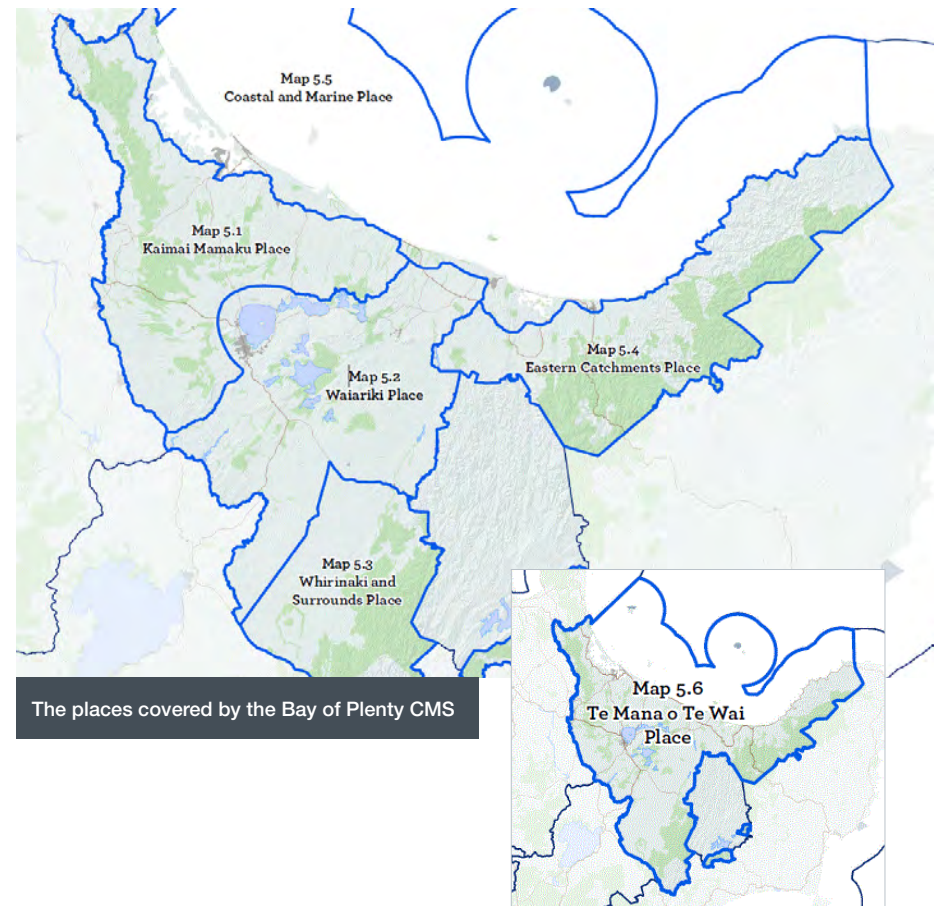 Map 5.5
Coastal and Marine Place
Map 5.1
Kaimai Mamaku Place
Map 5.4
Eastern Catchments Place
Map 5.2
Waiariki Place
Map 5.3
Whirinaki and
Surrounds Place
The places covered by the Bay of Plenty CMS
Map 5.6
Te Mana o Te Wai
Place